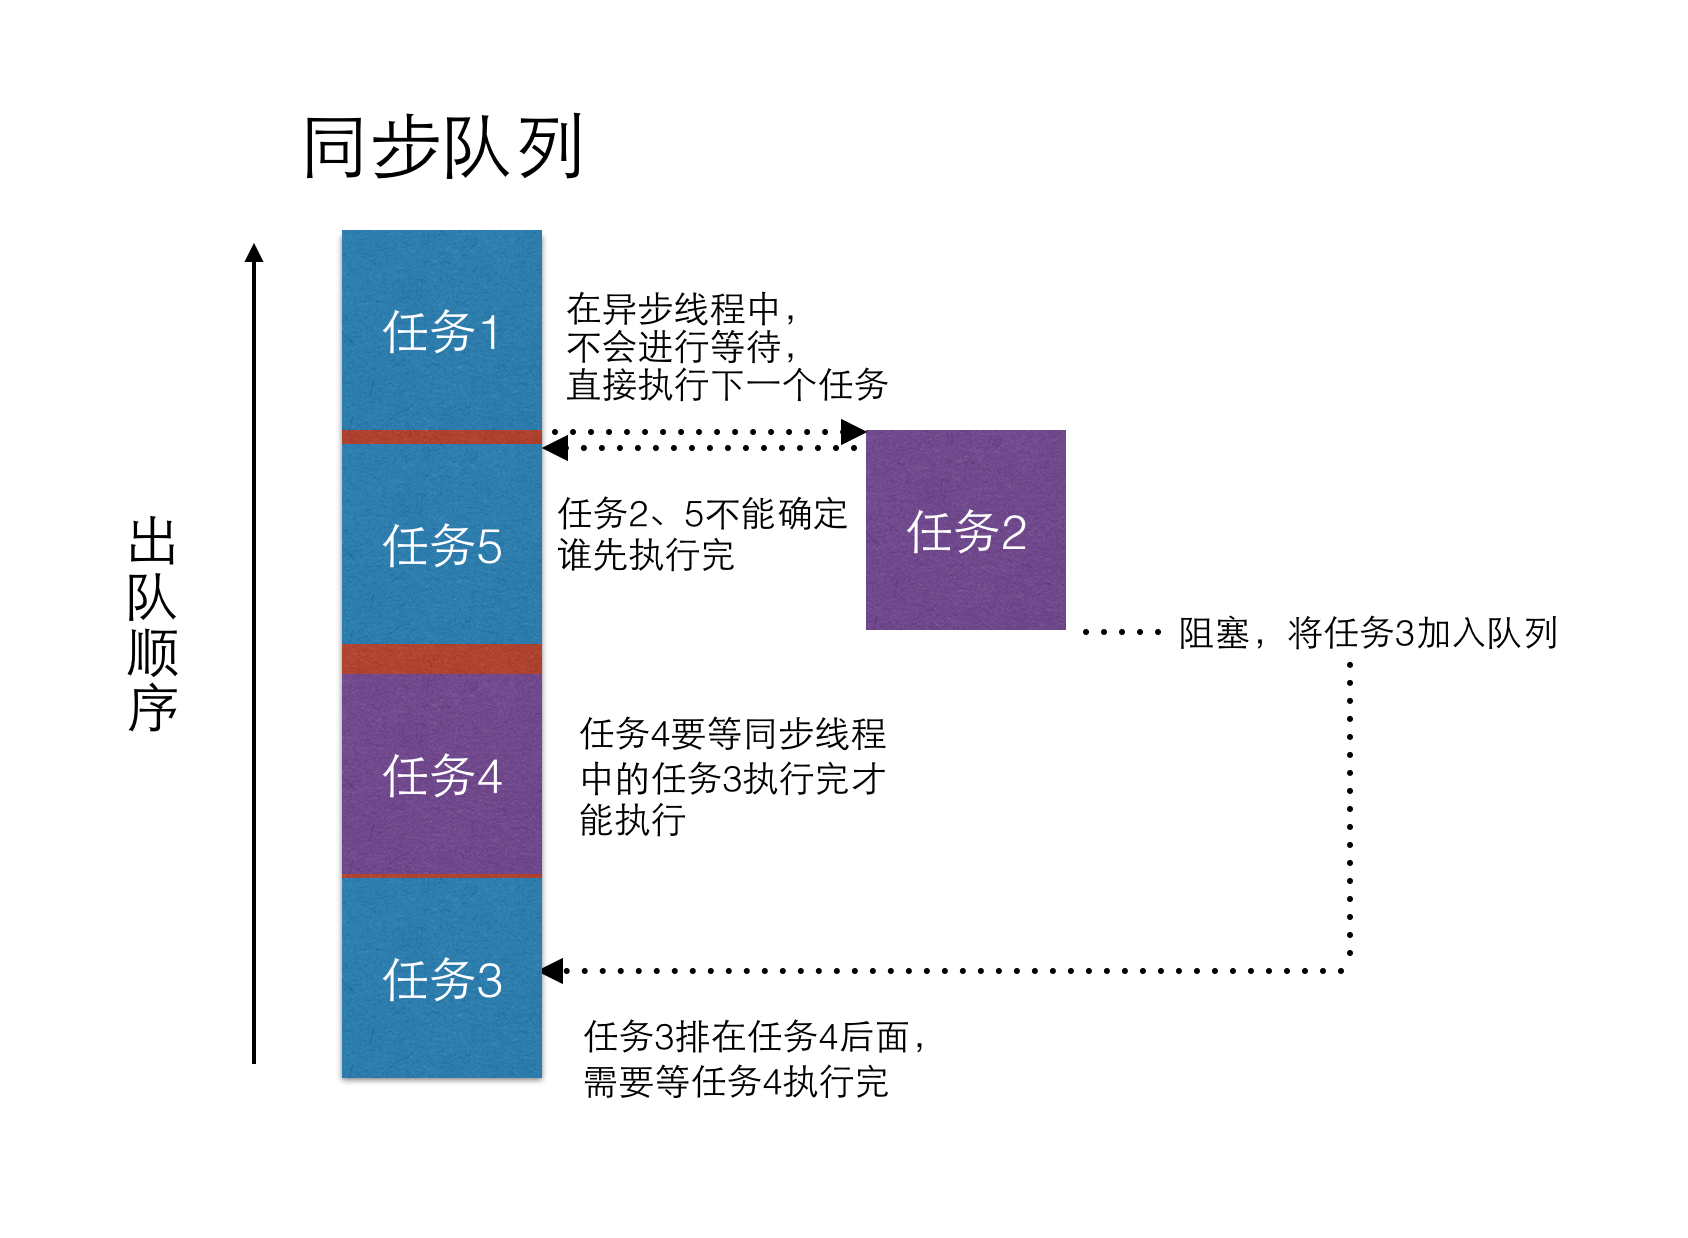 同步队列
出队顺序
任务1
在异步线程中，
不会进行等待，
直接执行下一个任务
任务5
任务2、5不能确定
谁先执行完
任务2
阻塞，将任务3加入队列
任务4
任务4要等同步线程
中的任务3执行完才
能执行
任务3
任务3排在任务4后面，
需要等任务4执行完